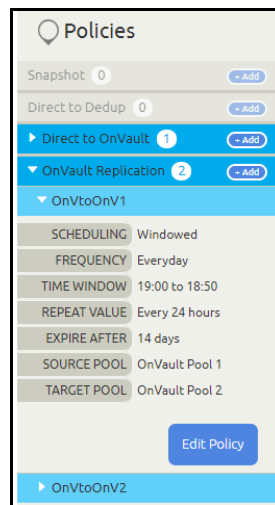 Policies
Snapshot 0 + Add
Direct to Dedup 0 + Add
Direct to OnVault 1 + Add
OnVault Replication 2 + Add
OnVtoOnV1
SCHEDULING Windowed
FREQUENCY Everyday
TIME WINDOW 19:00 to 18:50
REPEAT VALUE Every 24 hours
EXPIRE AFTER 14 days
SOURCE POOL OnVault Pool 1
TARGET POOL OnVault Pool 2
Edit Policy
OnVtoOnV2